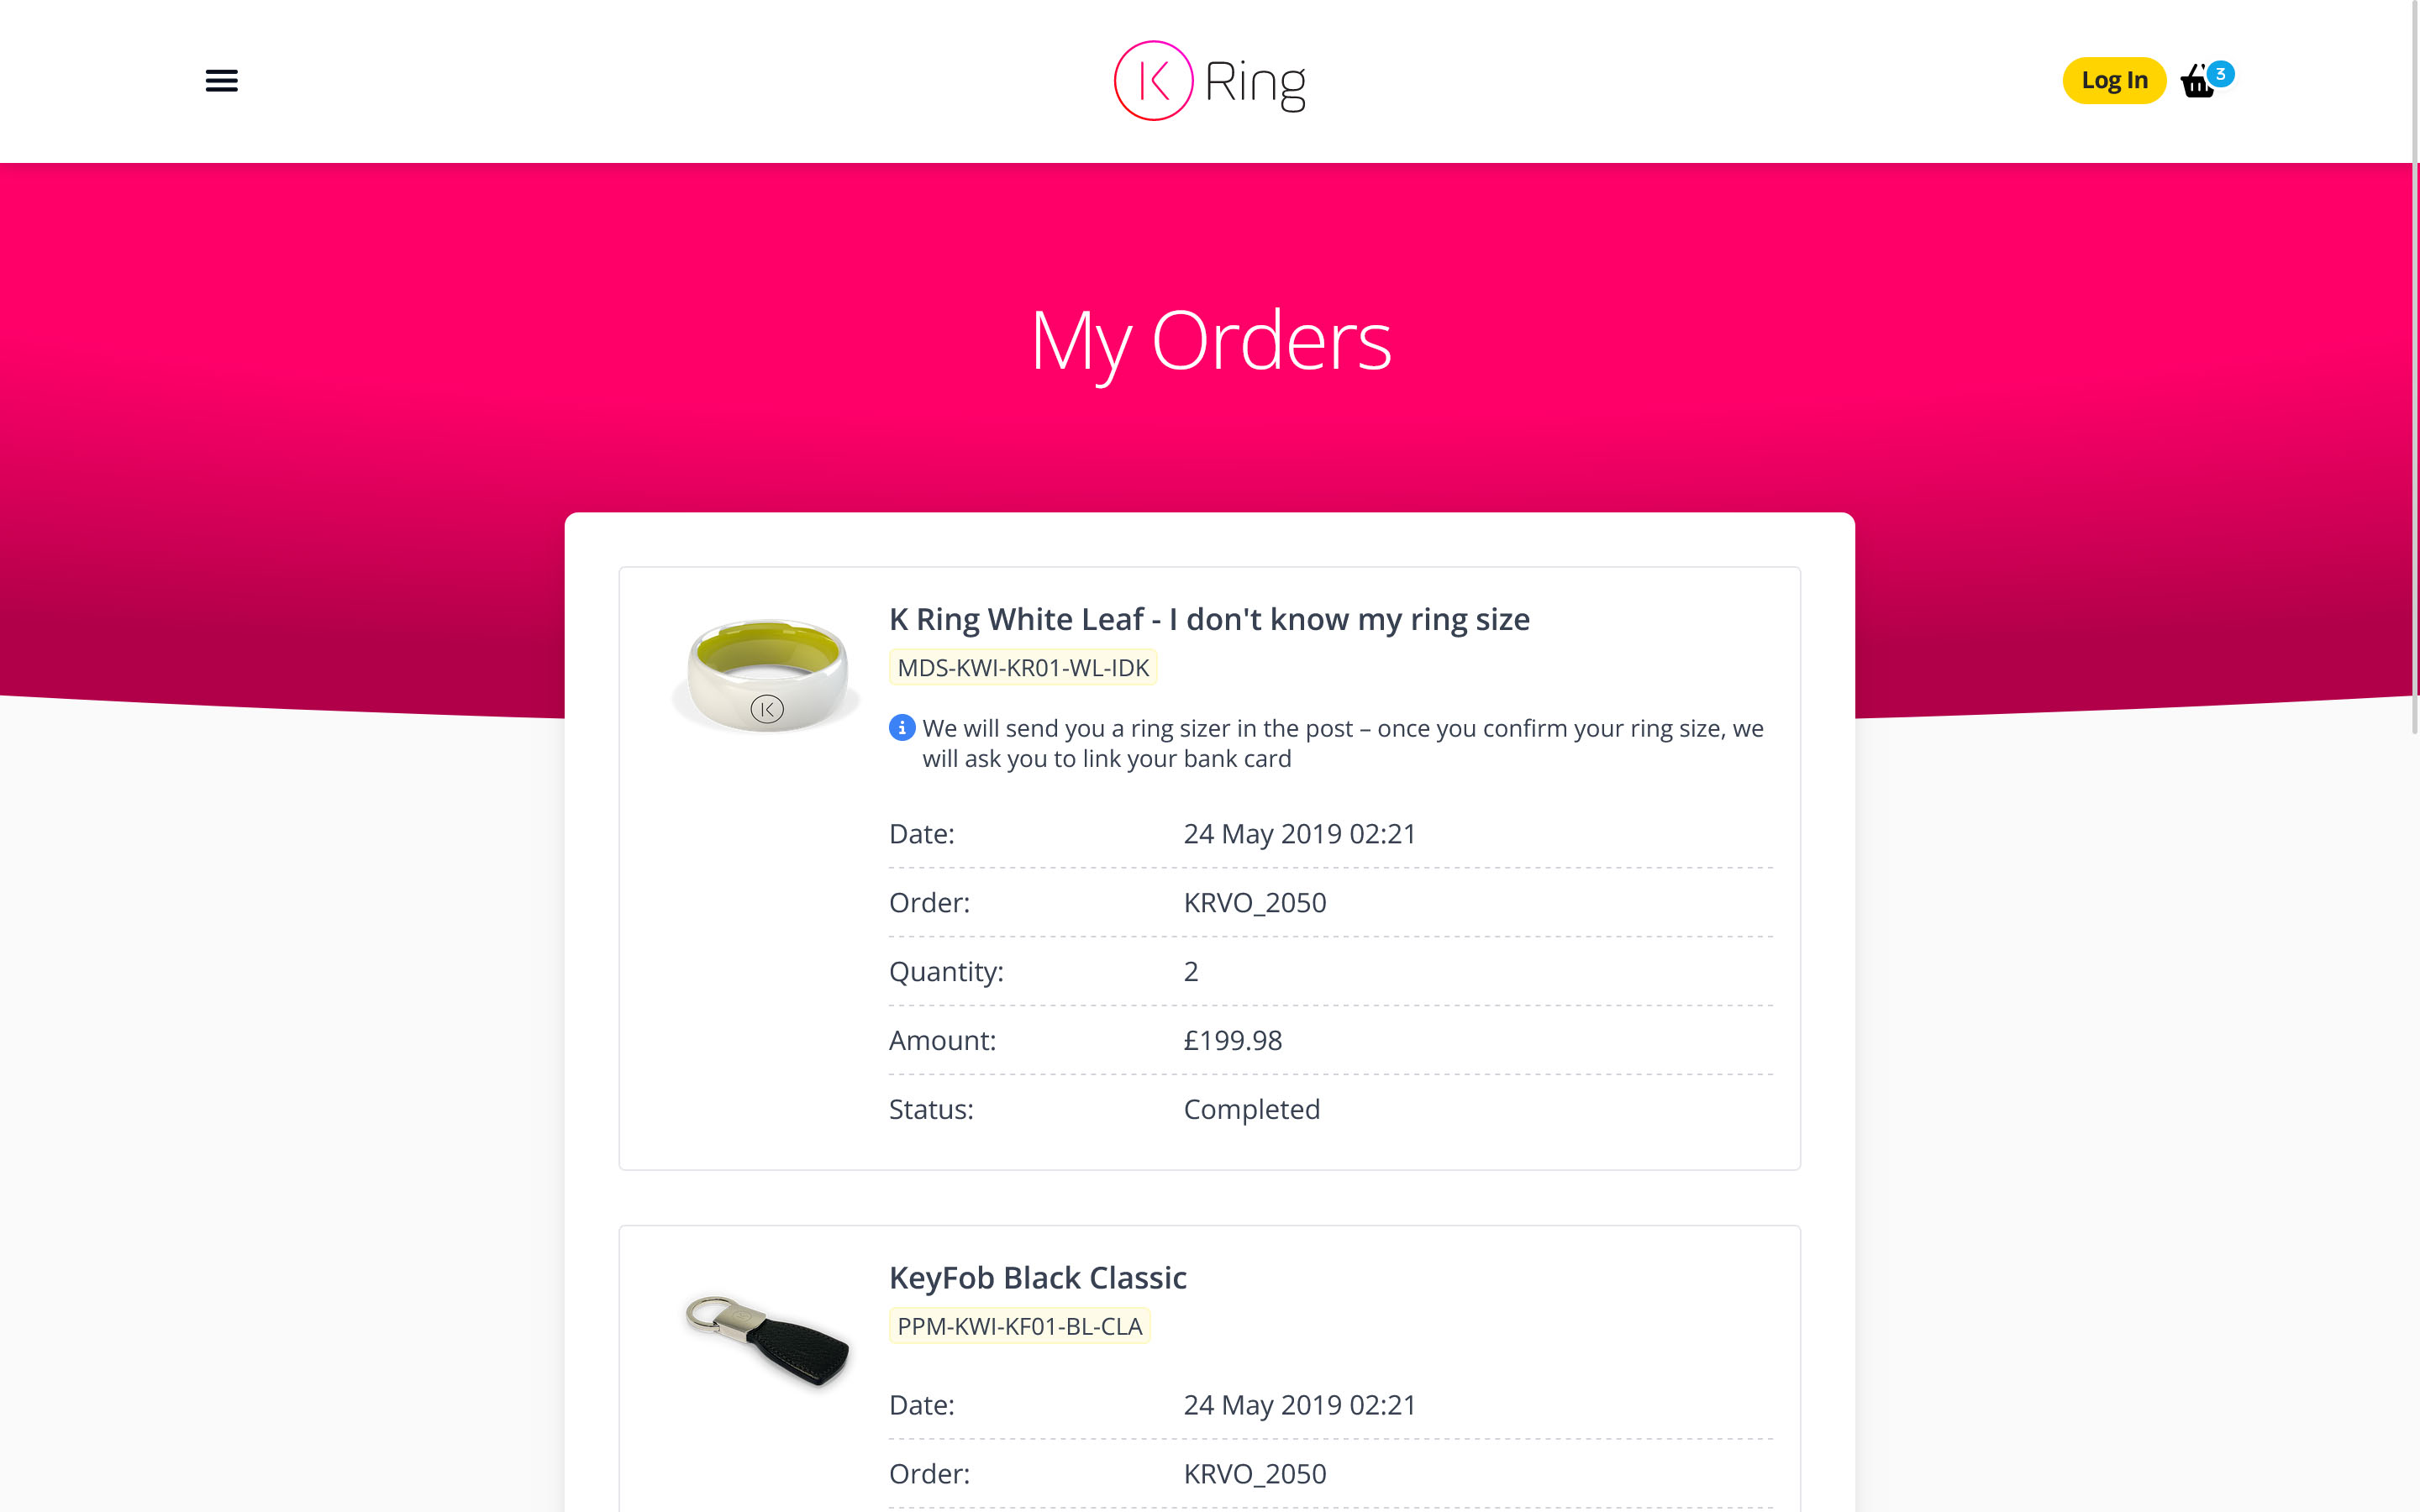 K Ring
Log In
3
My Orders
K Ring White Leaf - I don't know my ring size
MDS-KWI-KR01-WL-IDK
We will send you a ring sizer in the post – once you confirm your ring size, we
will ask you to link your bank card
Date: 24 May 2019 02:21
Order: KRVO_2050
Quantity: 2
Amount: £199.98
Status: Completed
K
KeyFob Black Classic
PPM-KWI-KF01-BL-CLA
Date: 24 May 2019 02:21
Order: KRVO_2050